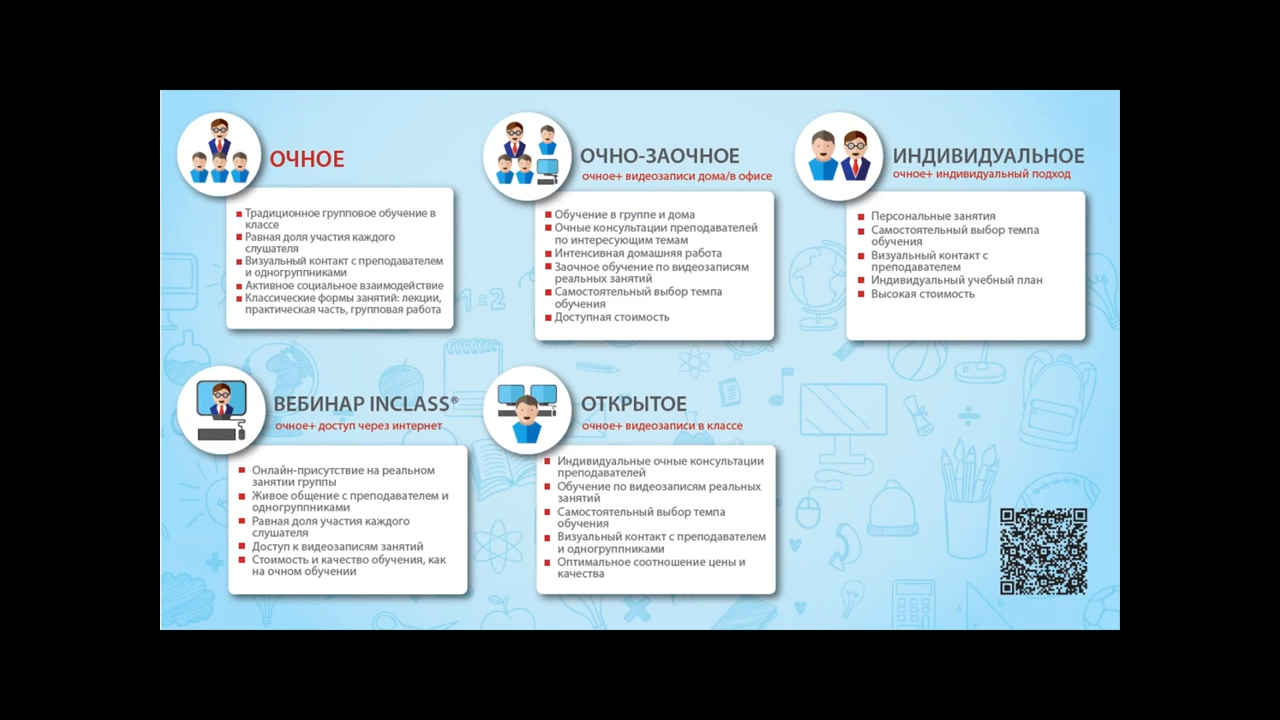 ОЧНОЕ
Традиционное групповое обучение в
классе
Равная доля участия каждого
слушателя
Визуальный контакт с преподавателем
и одногруппниками
Активное социальное взаимодействие
Классические формы занятий: лекции,
практическая часть, групповая работа
ОЧНО-ЗАОЧНОЕ
очное+ видеозаписи дома/в офисе
Обучение в группе и дома
Очные консультации преподавателей
по интересующим темам
Интенсивная домашняя работа
Заочное обучение по видеозаписям
реальных занятий
Самостоятельный выбор темпа
обучения
Доступная стоимость
ИНДИВИДУАЛЬНОЕ
очное+ индивидуальный подход
Персональные занятия
Самостоятельный выбор темпа
обучения
Визуальный контакт с
преподавателем
Индивидуальный учебный план
Высокая стоимость
ВЕБИНАР INCLASS®
очное+ доступ через интернет
Онлайн-присутствие на реальном
занятии группы
Живое общение с преподавателем и
одногруппниками
Равная доля участия каждого
слушателя
Доступ к видеозаписям занятий
Стоимость и качество обучения, как
на очном обучении
ОТКРЫТОЕ
очное+ видеозаписи в классе
Индивидуальные очные консультации
преподавателей
Обучение по видеозаписям реальных
занятий
Самостоятельный выбор темпа
обучения
Визуальный контакт с преподавателем
и одногруппниками
Оптимальное соотношение цены и
качества